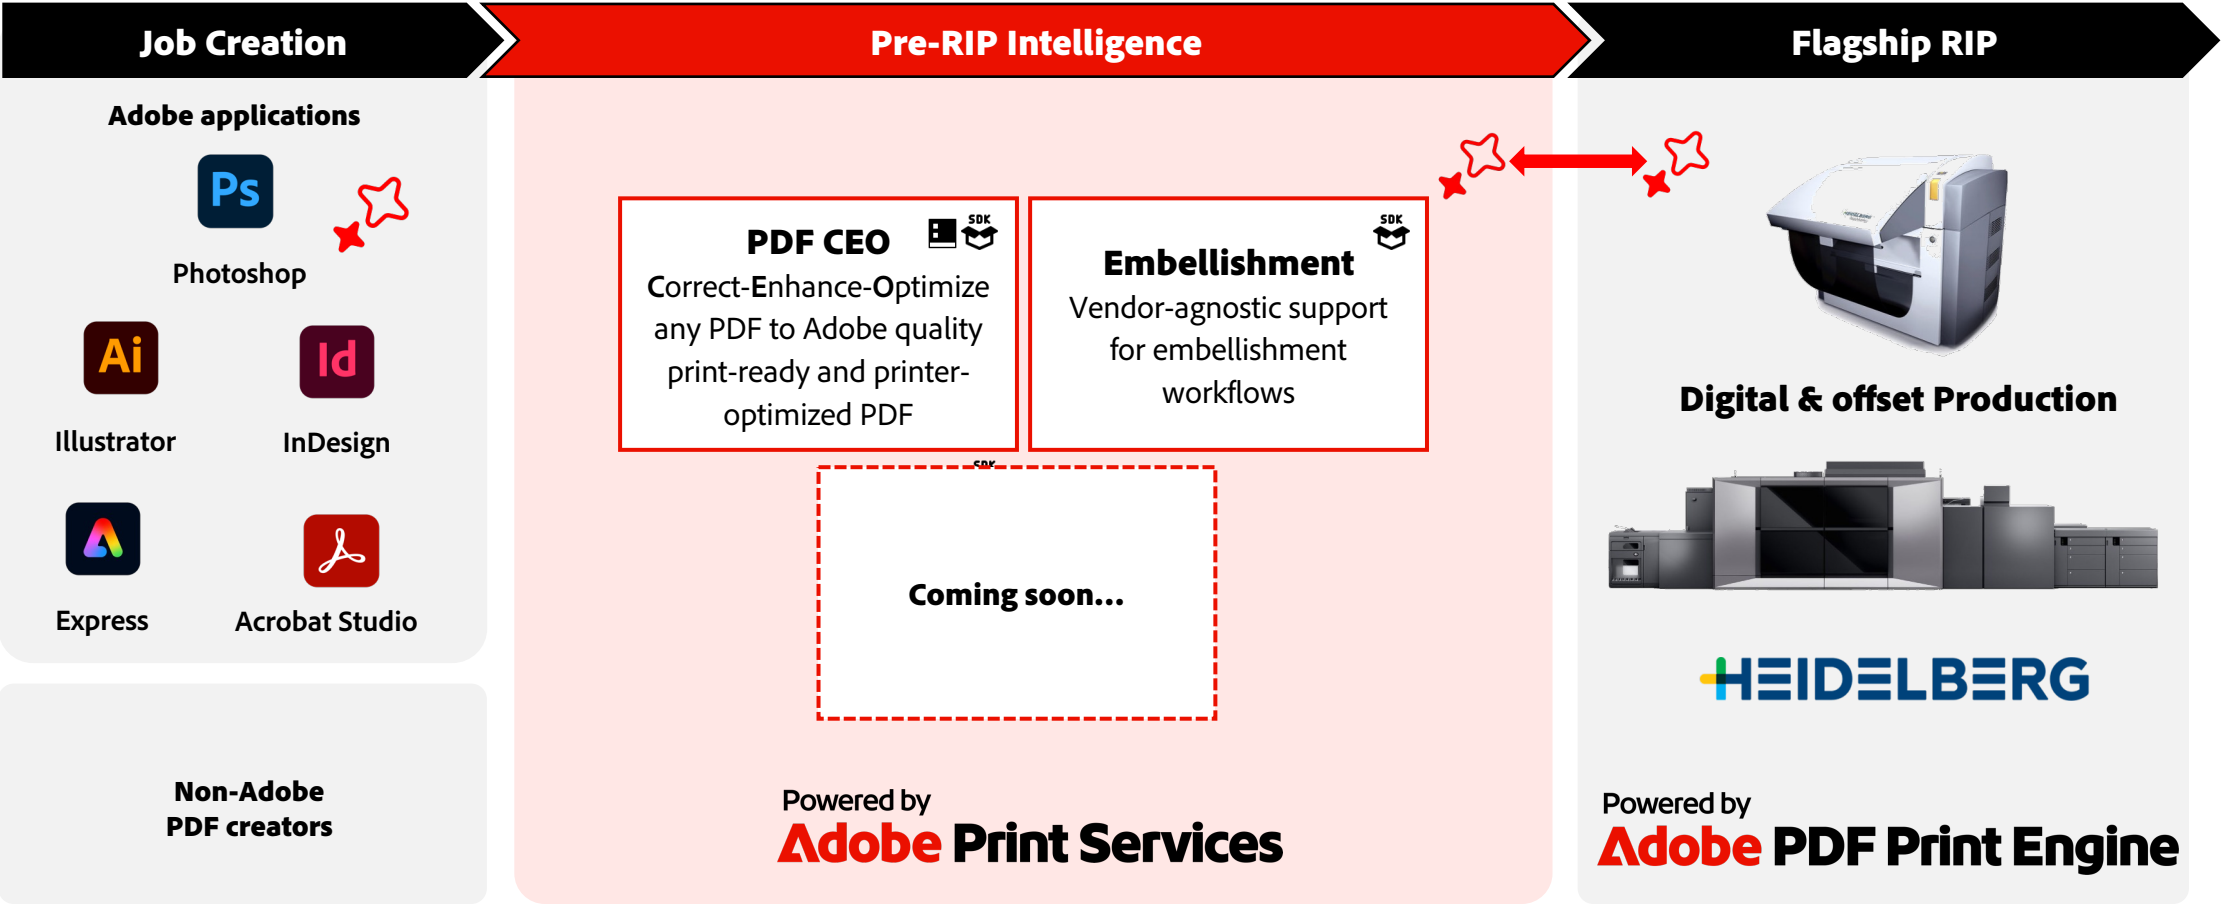 Job Creation
Pre-RIP Intelligence
Flagship RIP
Adobe applications
Ps
Photoshop
Ai
Illustrator
Id
InDesign
Express
Acrobat Studio
Non-Adobe
PDF creators
PDF CEO
SDK
Correct-Enhance-Optimize
any PDF to Adobe quality
print-ready and printer-
optimized PDF
SDK
Embellishment
Vendor-agnostic support
for embellishment
workflows
SDK
Coming soon...
Powered by
Adobe Print Services
HEIDELBERG
Digital & offset Production
HEIDELBERG
Powered by
Adobe PDF Print Engine